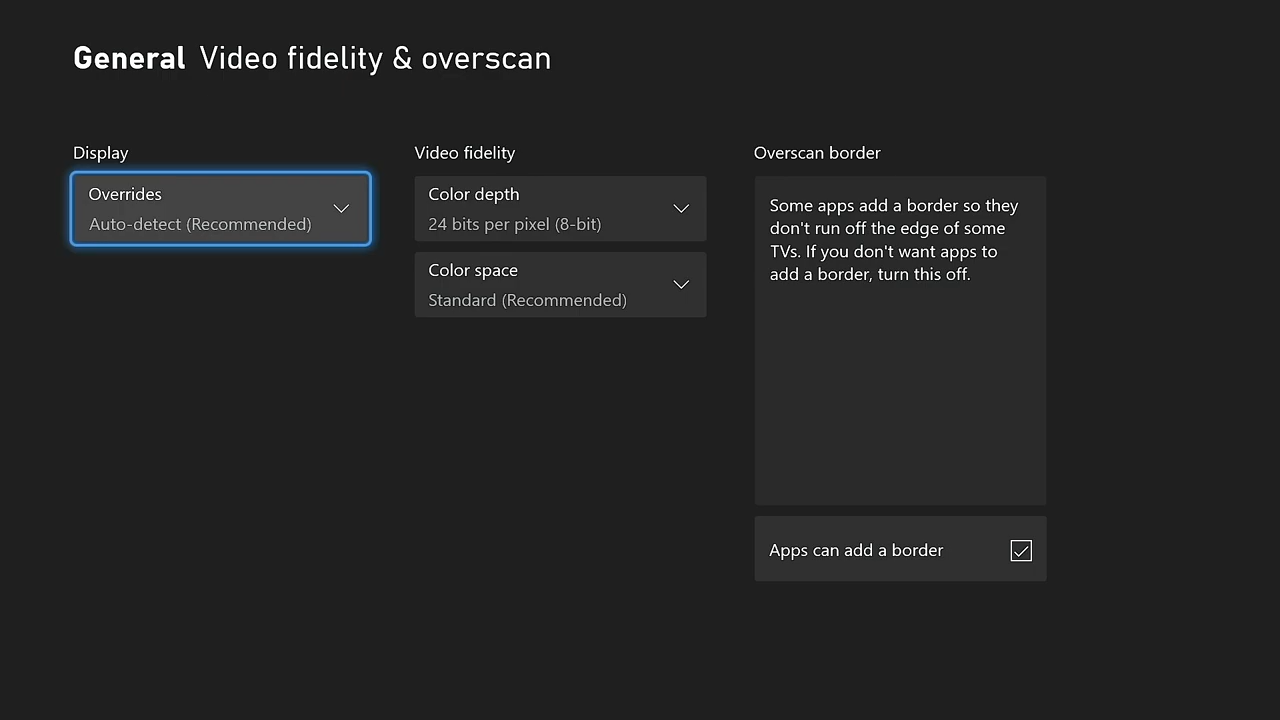 General Video fidelity & overscan
Display
Overrides
Auto-detect (Recommended)
Video fidelity
Color depth
24 bits per pixel (8-bit)
Color space
Standard (Recommended)
Overscan border
Some apps add a border so they
don't run off the edge of some
TVs. If you don't want apps to
add a border, turn this off.
Apps can add a border